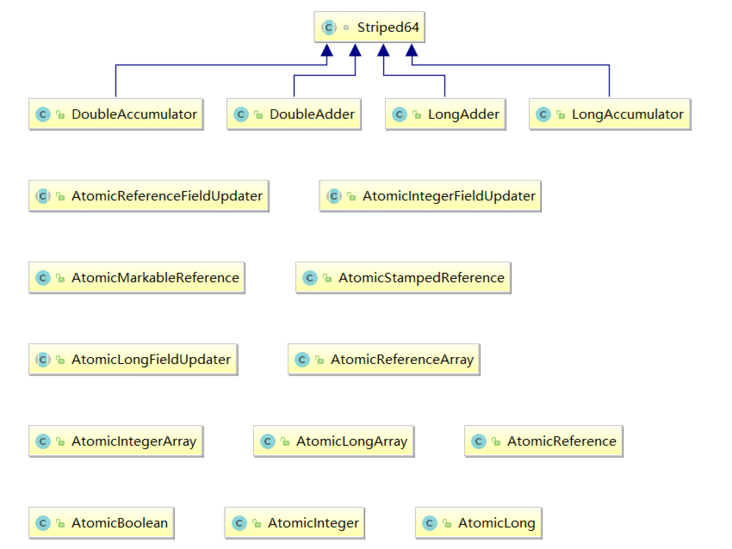 Striped64
DoubleAccumulator DoubleAdder LongAdder LongAccumulator
AtomicReferenceFieldUpdater AtomicIntegerFieldUpdater
AtomicMarkableReference AtomicStampedReference
AtomicLongFieldUpdater AtomicReferenceArray
AtomicIntegerArray AtomicLongArray AtomicReference
AtomicBoolean AtomicInteger AtomicLong